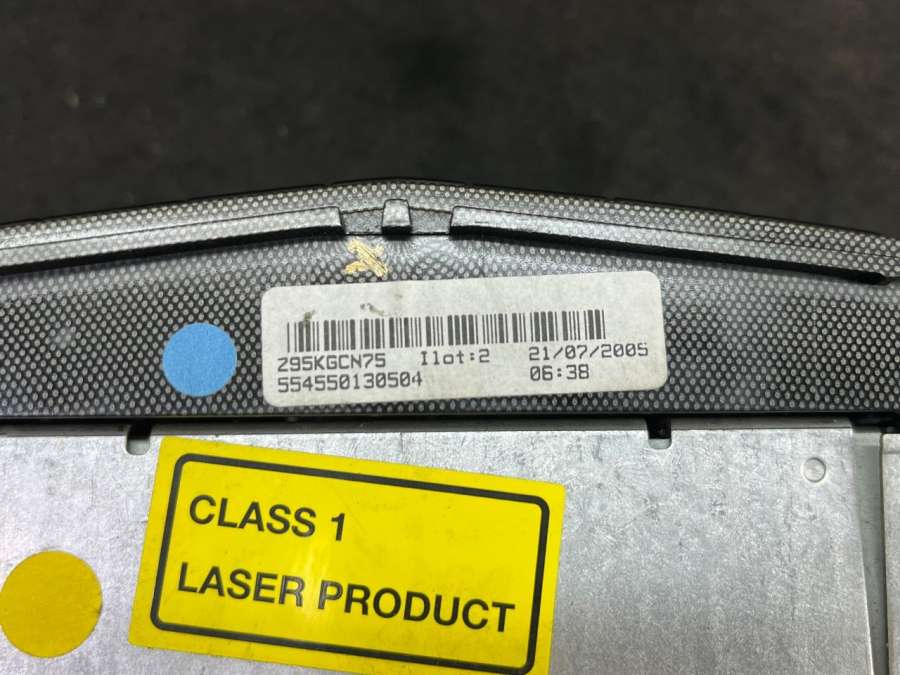 Z95KGCN75 Ilot:2 21/07/2005
554550130504 06:38
CLASS 1
LASER PRODUCT